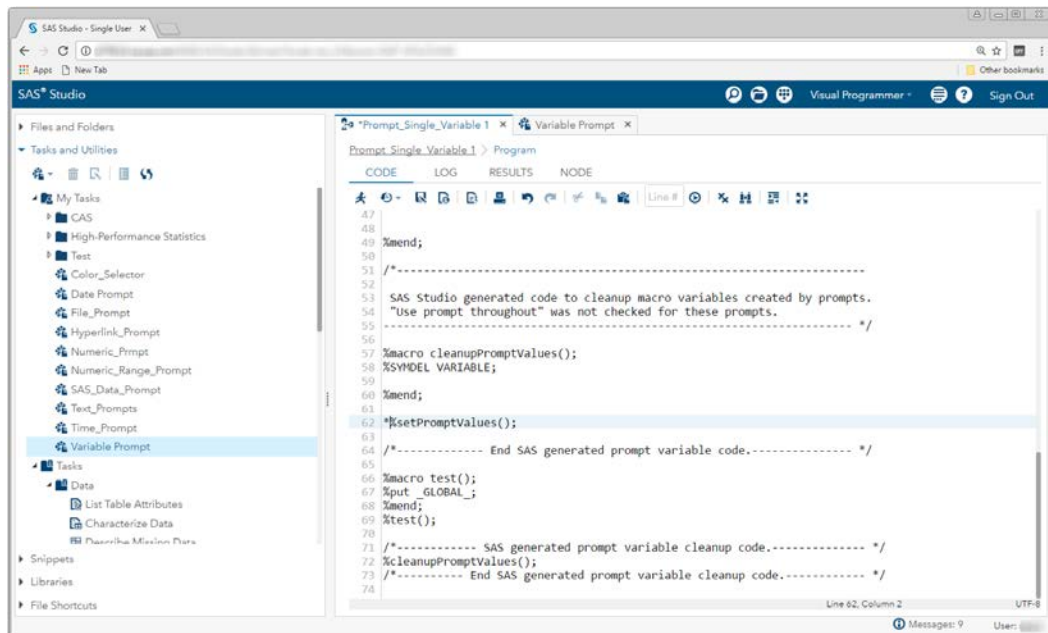 SAS Studio - Single User
Apps New Tab
Other bookmarks
SAS® Studio
Visual Programmer
Sign Out
Files and Folders
Tasks and Utilities
My Tasks
CAS
High-Performance Statistics
Test
Color_Selector
Date Prompt
File_Prompt
Hyperlink_Prompt
Numeric_Prmpt
Numeric_Range_Prompt
SAS_Data_Prompt
Text_Prompts
Time_Prompt
Variable Prompt
Tasks
Data
List Table Attributes
Characterize Data
Describe Missing Data
Snippets
Libraries
File Shortcuts
*Prompt_Single_Variable 1
Variable Prompt
Prompt_Single_Variable 1 > Program
CODE LOG RESULTS NODE
Line #
47
48
49 %mend;
50
51 /*----------------------------------------------------------------------
52
53 SAS Studio generated code to cleanup macro variables created by prompts.
54 "Use prompt throughout" was not checked for these prompts.
55 ---------------------------------------------------------------------- */
56
57 %macro cleanupPromptValues();
58 %SYMDEL VARIABLE;
59
60 %mend;
61
62 *%setPromptValues();
63
64 /*------------- End SAS generated prompt variable code.--------------- */
65
66 %macro test();
67 %put _GLOBAL_;
68 %mend;
69 %test();
70
71 /*------------ SAS generated prompt variable cleanup code.-------------- */
72 %cleanupPromptValues();
73 /*---------- End SAS generated prompt variable cleanup code.------------ */
74
Line 62, Column 2
UTF-8
Messages: 9
User: